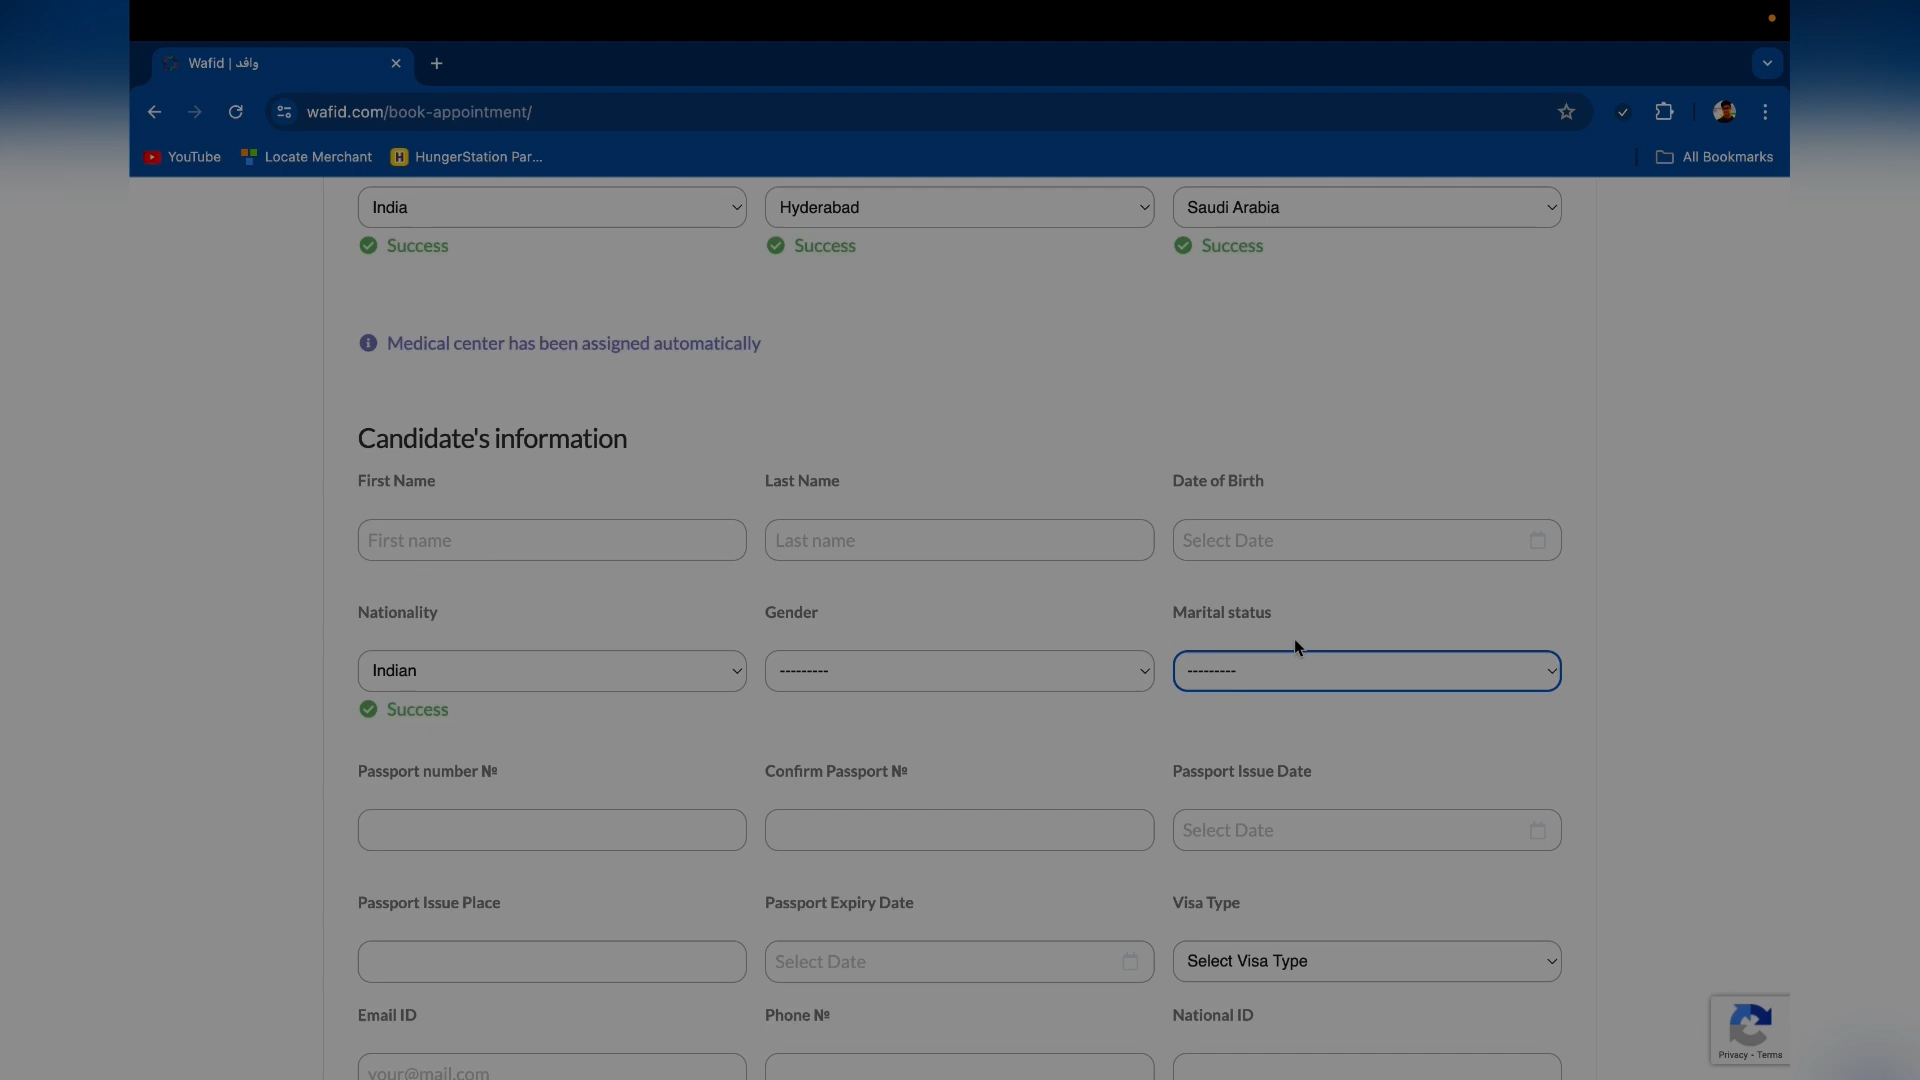 Wafid | وافد
wafid.com/book-appointment/
YouTube Locate Merchant HungerStation Par... All Bookmarks
India Hyderabad Saudi Arabia
Success Success Success
Medical center has been assigned automatically
Candidate's information
First Name Last Name Date of Birth
First name Last name Select Date
Nationality Gender Marital status
Indian --------- ---------
Success
Passport number № Confirm Passport № Passport Issue Date
Select Date
Passport Issue Place Passport Expiry Date Visa Type
Select Date Select Visa Type
Email ID Phone № National ID
your@mail.com
Privacy - Terms